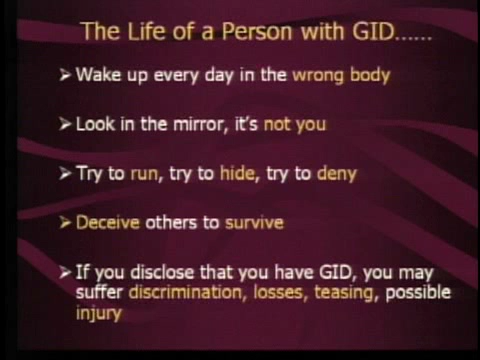 The Life of a Person with GID……
➢Wake up every day in the wrong body
➢Look in the mirror, it's not you
➢Try to run, try to hide, try to deny
➢Deceive others to survive
➢If you disclose that you have GID, you may
suffer discrimination, losses, teasing, possible
injury